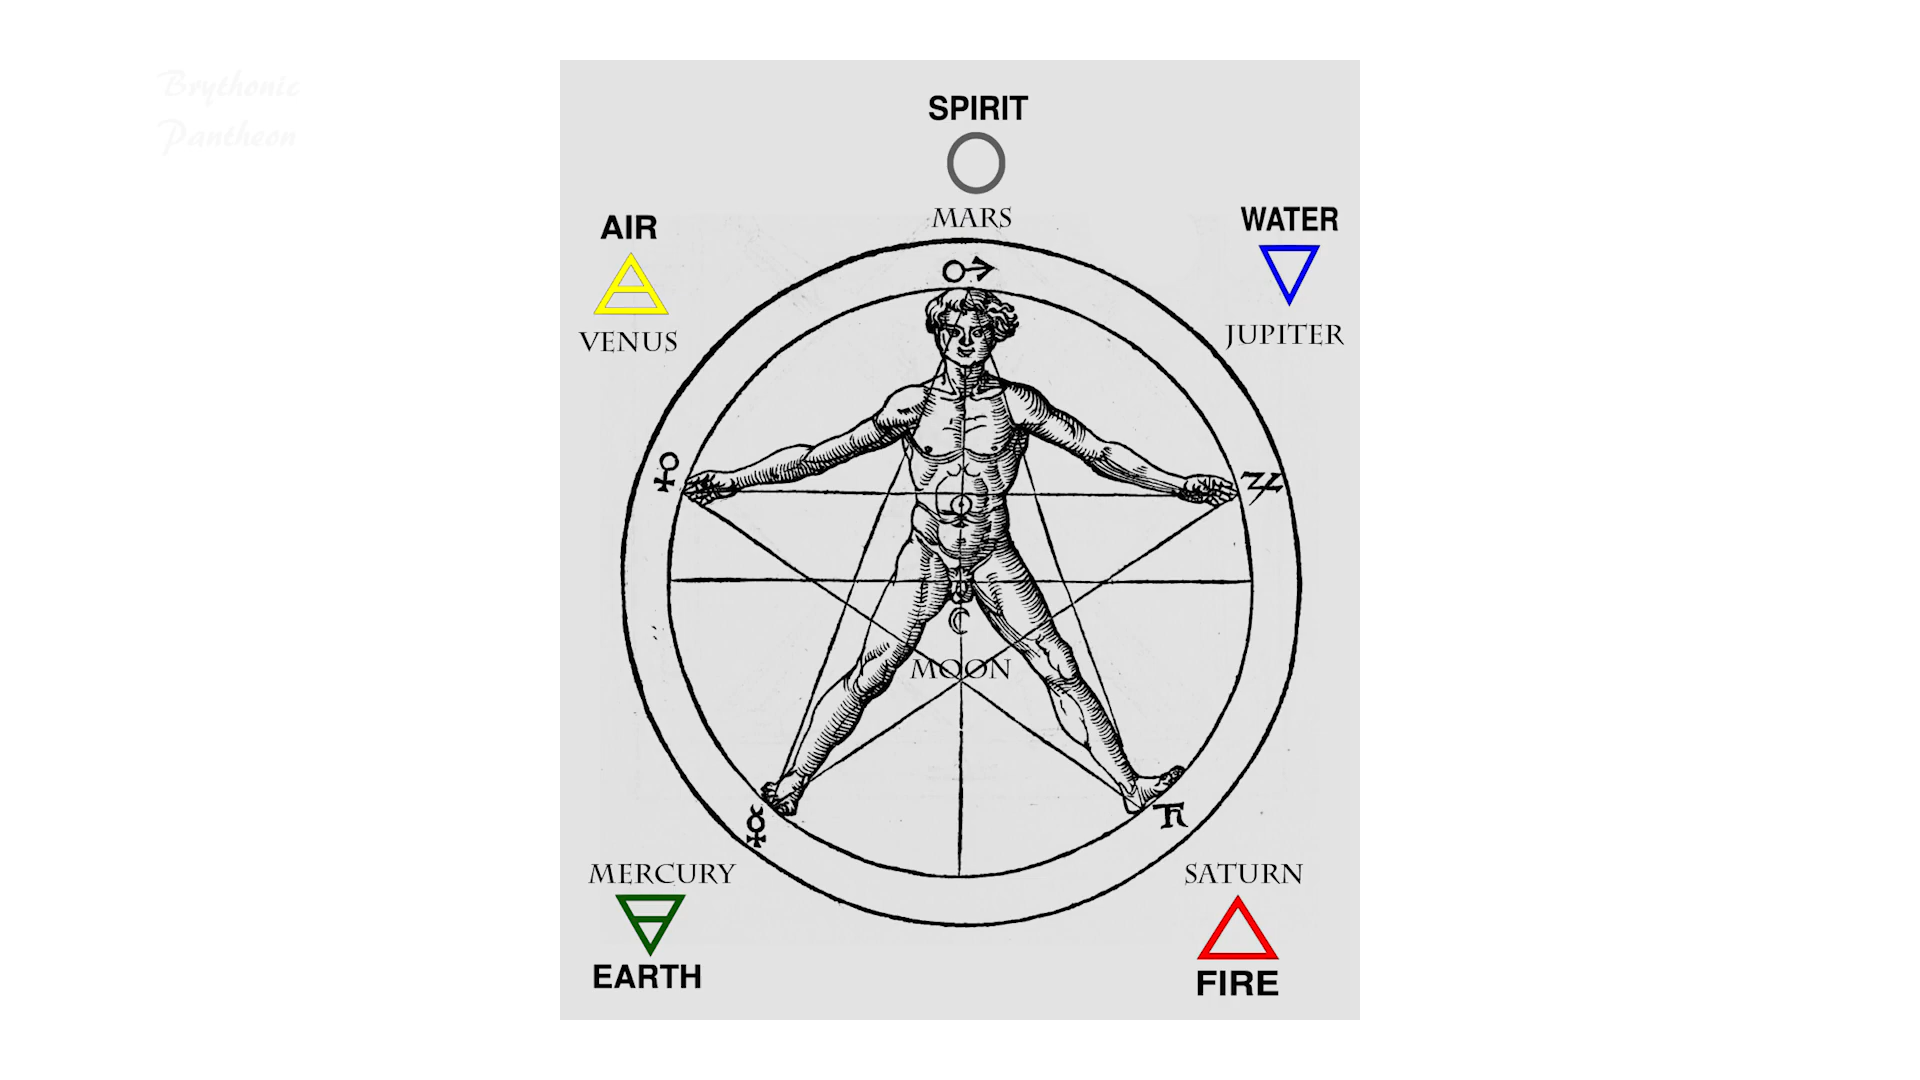 Brythonic
Pantheon
SPIRIT
MARS
AIR
VENUS
WATER
JUPITER
MOON
MERCURY
EARTH
SATURN
FIRE